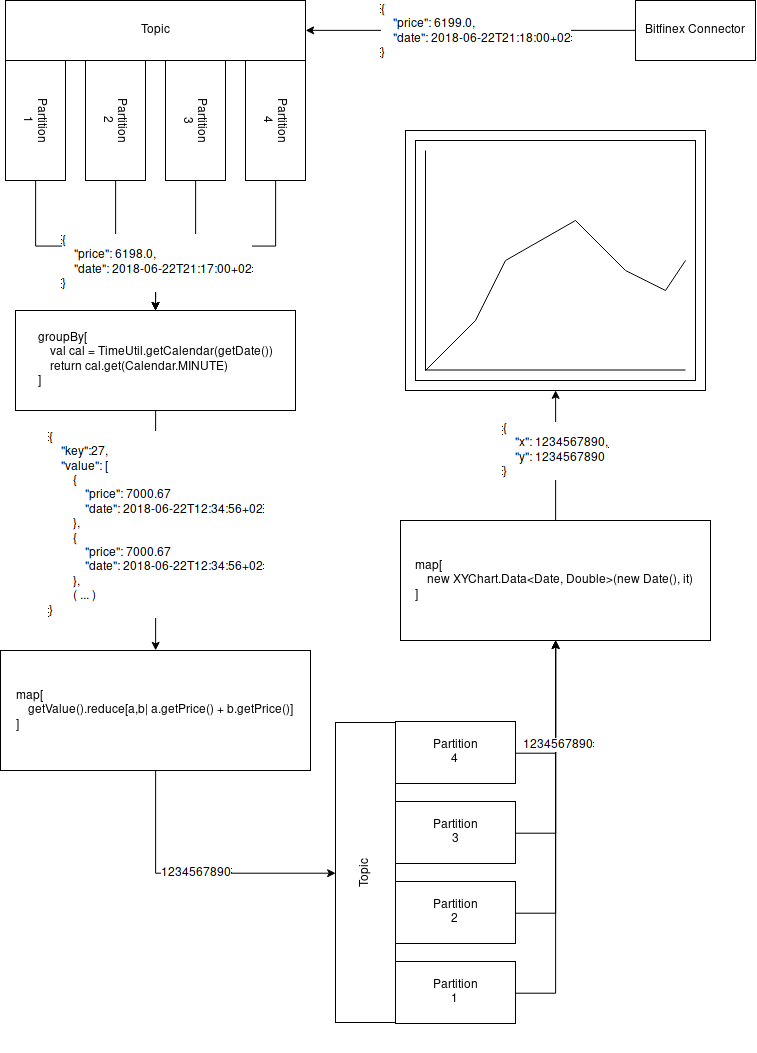 Topic
{
"price": 6199.0,
"date": 2018-06-22T21:18:00+02:
}
Bitfinex Connector
Partition
1
Partition
2
Partition
3
Partition
4
{
"price": 6198.0,
"date": 2018-06-22T21:17:00+02:
}
groupBy[
val cal = TimeUtil.getCalendar(getDate())
return cal.get(Calendar.MINUTE)
]
{
"key":27,
"value": [
{
"price": 7000.67
"date": 2018-06-22T12:34:56+02:
},
{
"price": 7000.67
"date": 2018-06-22T12:34:56+02:
},
( ... )
}
map[
getValue().reduce[a,b| a.getPrice() + b.getPrice()]
]
1234567890
Topic
Partition
4
Partition
3
Partition
2
Partition
1
1234567890
map[
new XYChart.Data<Date, Double>(new Date(), it)
]
{
"x": 1234567890,
"y": 1234567890
}